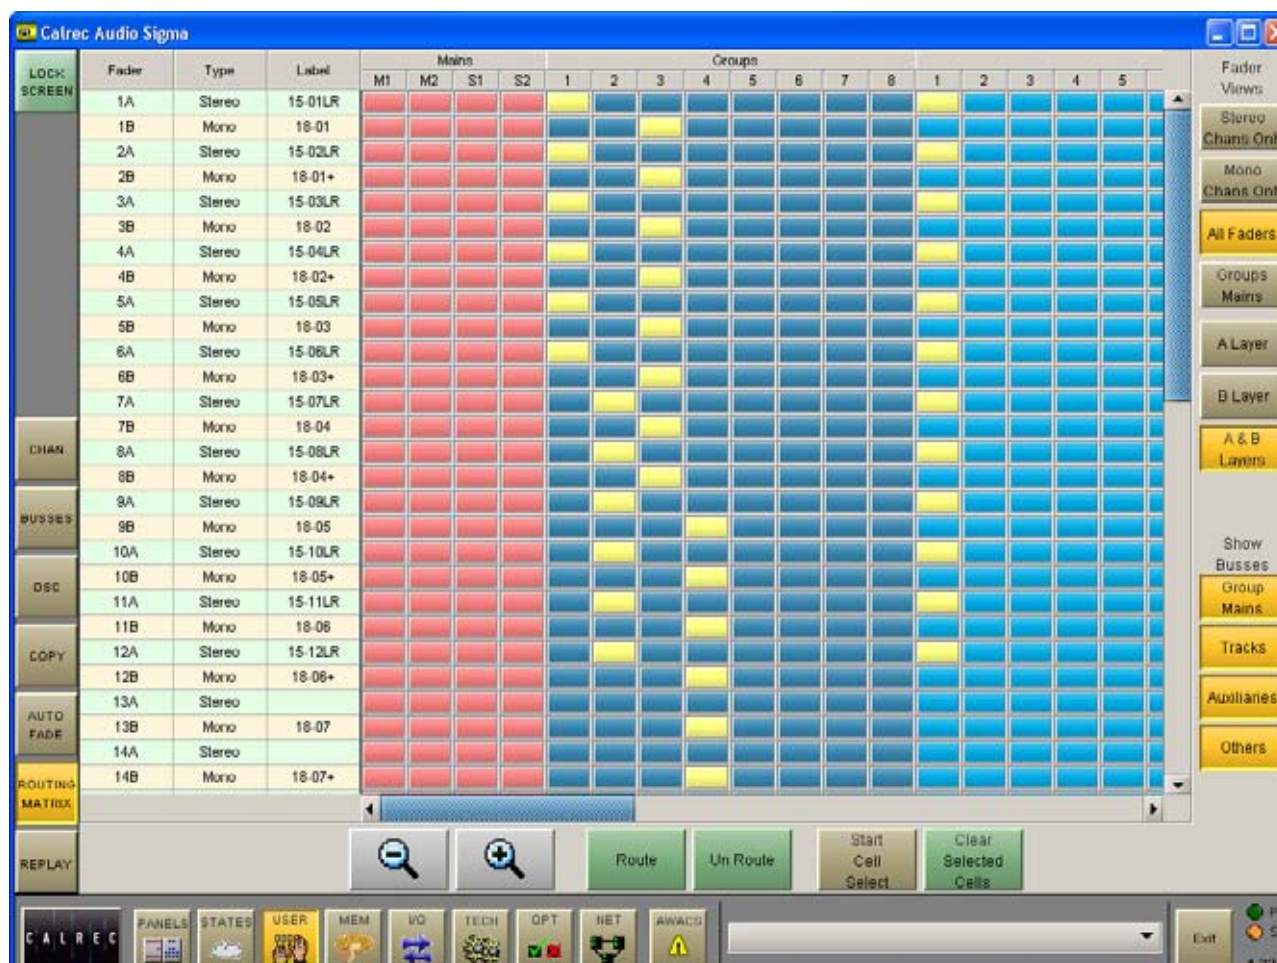 Calrec Audio Sigma
LOCK SCREEN
Fader Type Label Mains Groups
M1 M2 S1 S2 1 2 3 4 5 6 7 8 1 2 3 4 5
1A Stereo 15-01LR
1B Mono 18-01
2A Stereo 15-02LR
2B Mono 18-01+
3A Stereo 15-03LR
3B Mono 18-02
4A Stereo 15-04LR
4B Mono 18-02+
5A Stereo 15-05LR
5B Mono 18-03
6A Stereo 15-06LR
6B Mono 18-03+
7A Stereo 15-07LR
7B Mono 18-04
8A Stereo 15-08LR
8B Mono 18-04+
9A Stereo 15-09LR
9B Mono 18-05
10A Stereo 15-10LR
10B Mono 18-05+
11A Stereo 15-11LR
11B Mono 18-06
12A Stereo 15-12LR
12B Mono 18-06+
13A Stereo
13B Mono 18-07
14A Stereo
14B Mono 18-07+
CHAN
BUSSES
OSC
COPY
AUTO FADE
ROUTING MATRIX
REPLAY
Fader
Views
Stereo
Chans Onl
Mono
Chans Onl
All Faders
Groups
Mains
A Layer
B Layer
A & B
Layers
Show
Busses
Group
Mains
Tracks
Auxiliaries
Others
Route
Un Route
Start
Cell
Select
Clear
Selected
Cells
CALREC
PANELS
STATES
USER
MEM
I/O
TECH
OPT
NET
AWACS
Exit